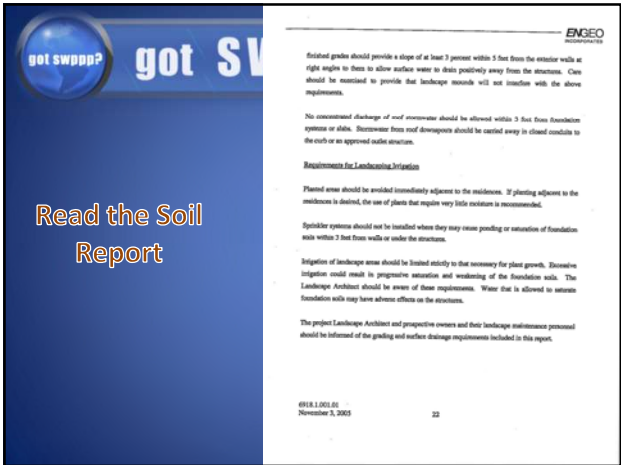 got swppp?
got SW
Read the Soil
Report
ENGEO
INCORPORATED
finished grades should provide a slope of at least 3 percent within 5 feet from the exterior walls at
right angles to them to allow surface water to drain positively away from the structures. Care
should be exercised to provide that landscape mounds will not interfere with the above
requirements.
No concentrated discharge of roof stormwater should be allowed within 3 feet from foundation
systems or slabs. Stormwater from roof downspouts should be carried away in closed conduits to
the curb or an approved outlet structure.
Requirements for Landscaping Irrigation
Planted areas should be avoided immediately adjacent to the residences. If planting adjacent to the
residences is desired, the use of plants that require very little moisture is recommended.
Sprinkler systems should not be installed where they may cause ponding or saturation of foundation
soils within 3 feet from walls or under the structures.
Irrigation of landscape areas should be limited strictly to that necessary for plant growth. Excessive
irrigation could result in progressive saturation and weakening of the foundation soils. The
Landscape Architect should be aware of these requirements. Water that is allowed to saturate
foundation soils may have adverse effects on the structures.
The project Landscape Architect and prospective owners and their landscape maintenance personnel
should be informed of the grading and surface drainage requirements included in this report.
6918.1.001.01
November 3, 2005
22